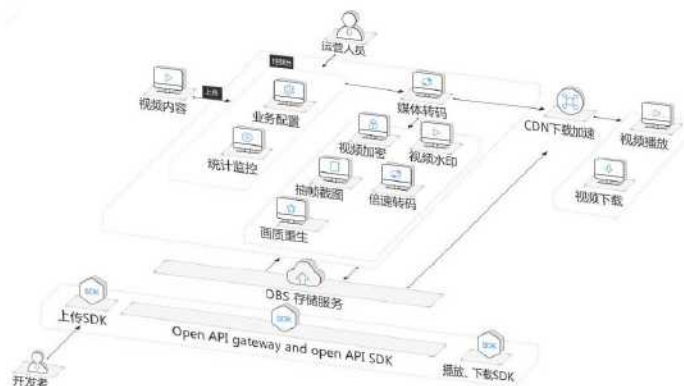 运营人员
视频内容
上传
业务配置
媒体转码
CDN下载加速
视频播放
统计监控
视频加密
视频水印
抽帧截图
倍速转码
视频下载
画质重生
OBS 存储服务
SDK
上传SDK
SDK
Open API gateway and open API SDK
SDK
播放、下载SDK
开发者